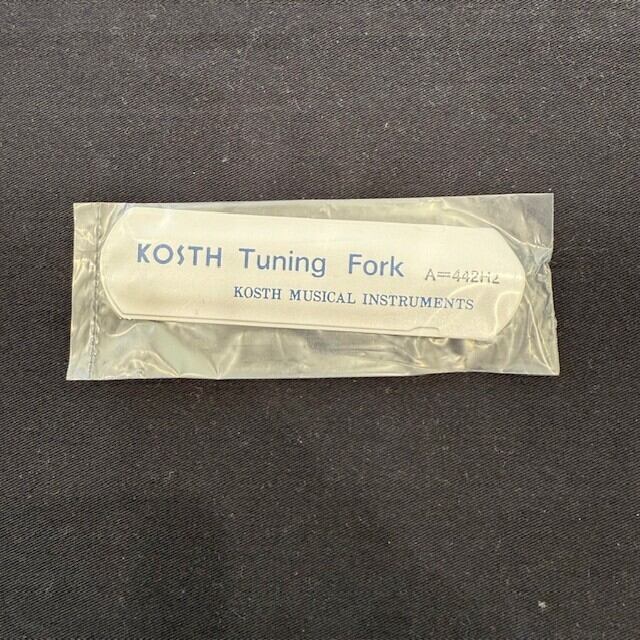 KOSTH Tuning Fork A=442Hz
KOSTH MUSICAL INSTRUMENTS